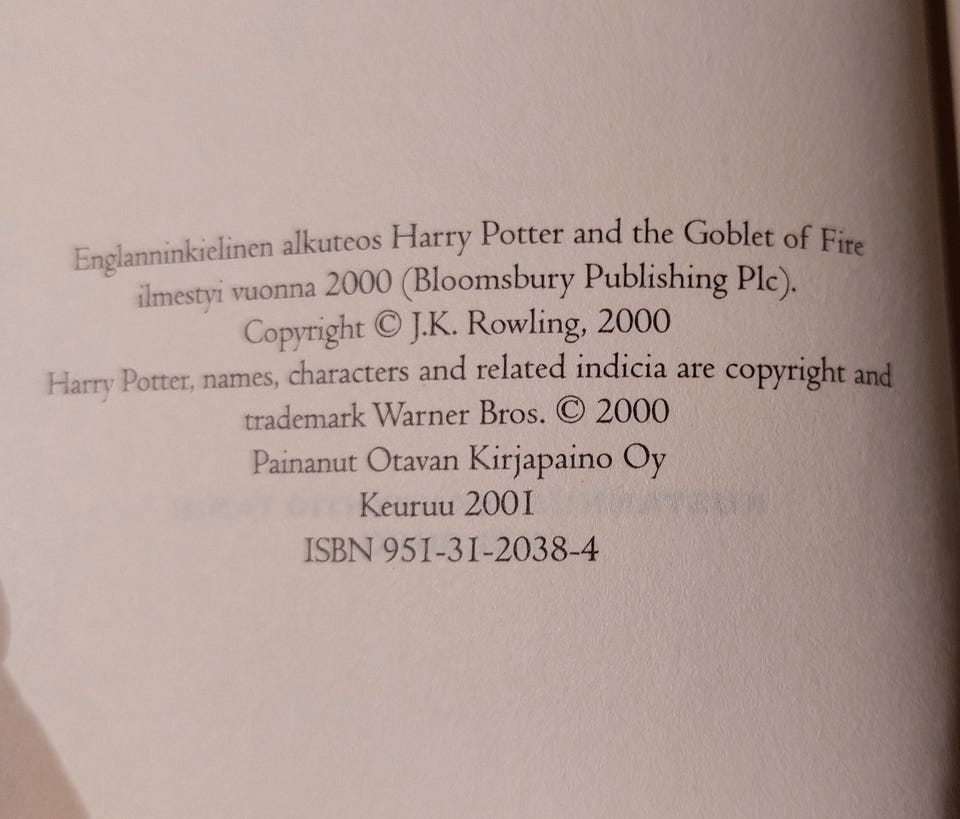 Englanninkielinen alkuteos Harry Potter and the Goblet of Fire
ilmestyi vuonna 2000 (Bloomsbury Publishing Plc).
Copyright © J.K. Rowling, 2000
Harry Potter, names, characters and related indicia are copyright and
trademark Warner Bros. © 2000
Painanut Otavan Kirjapaino Oy
Keuruu 2001
ISBN 951-31-2038-4